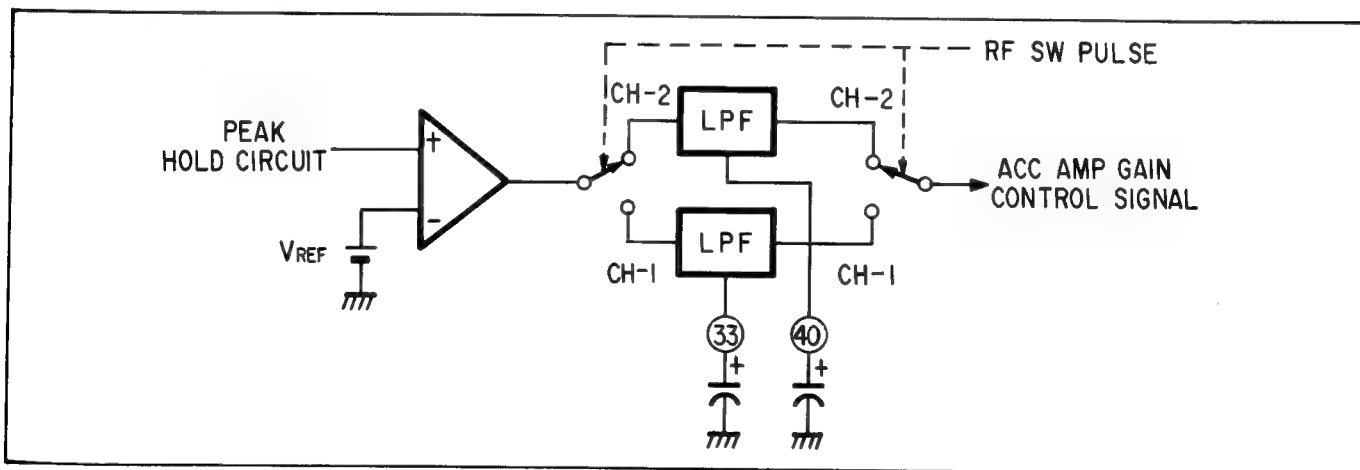 RF SW PULSE
CH-2
CH-2
LPF
PEAK
HOLD CIRCUIT
+
ACC AMP GAIN
CONTROL SIGNAL
-
LPF
VREF
CH-1
CH-1
33
40
+
+